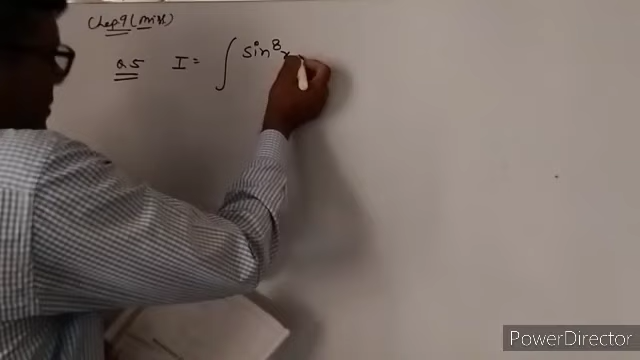 Chap 9 (Misc)
Q5 I = ∫ sin⁸x
PowerDirector